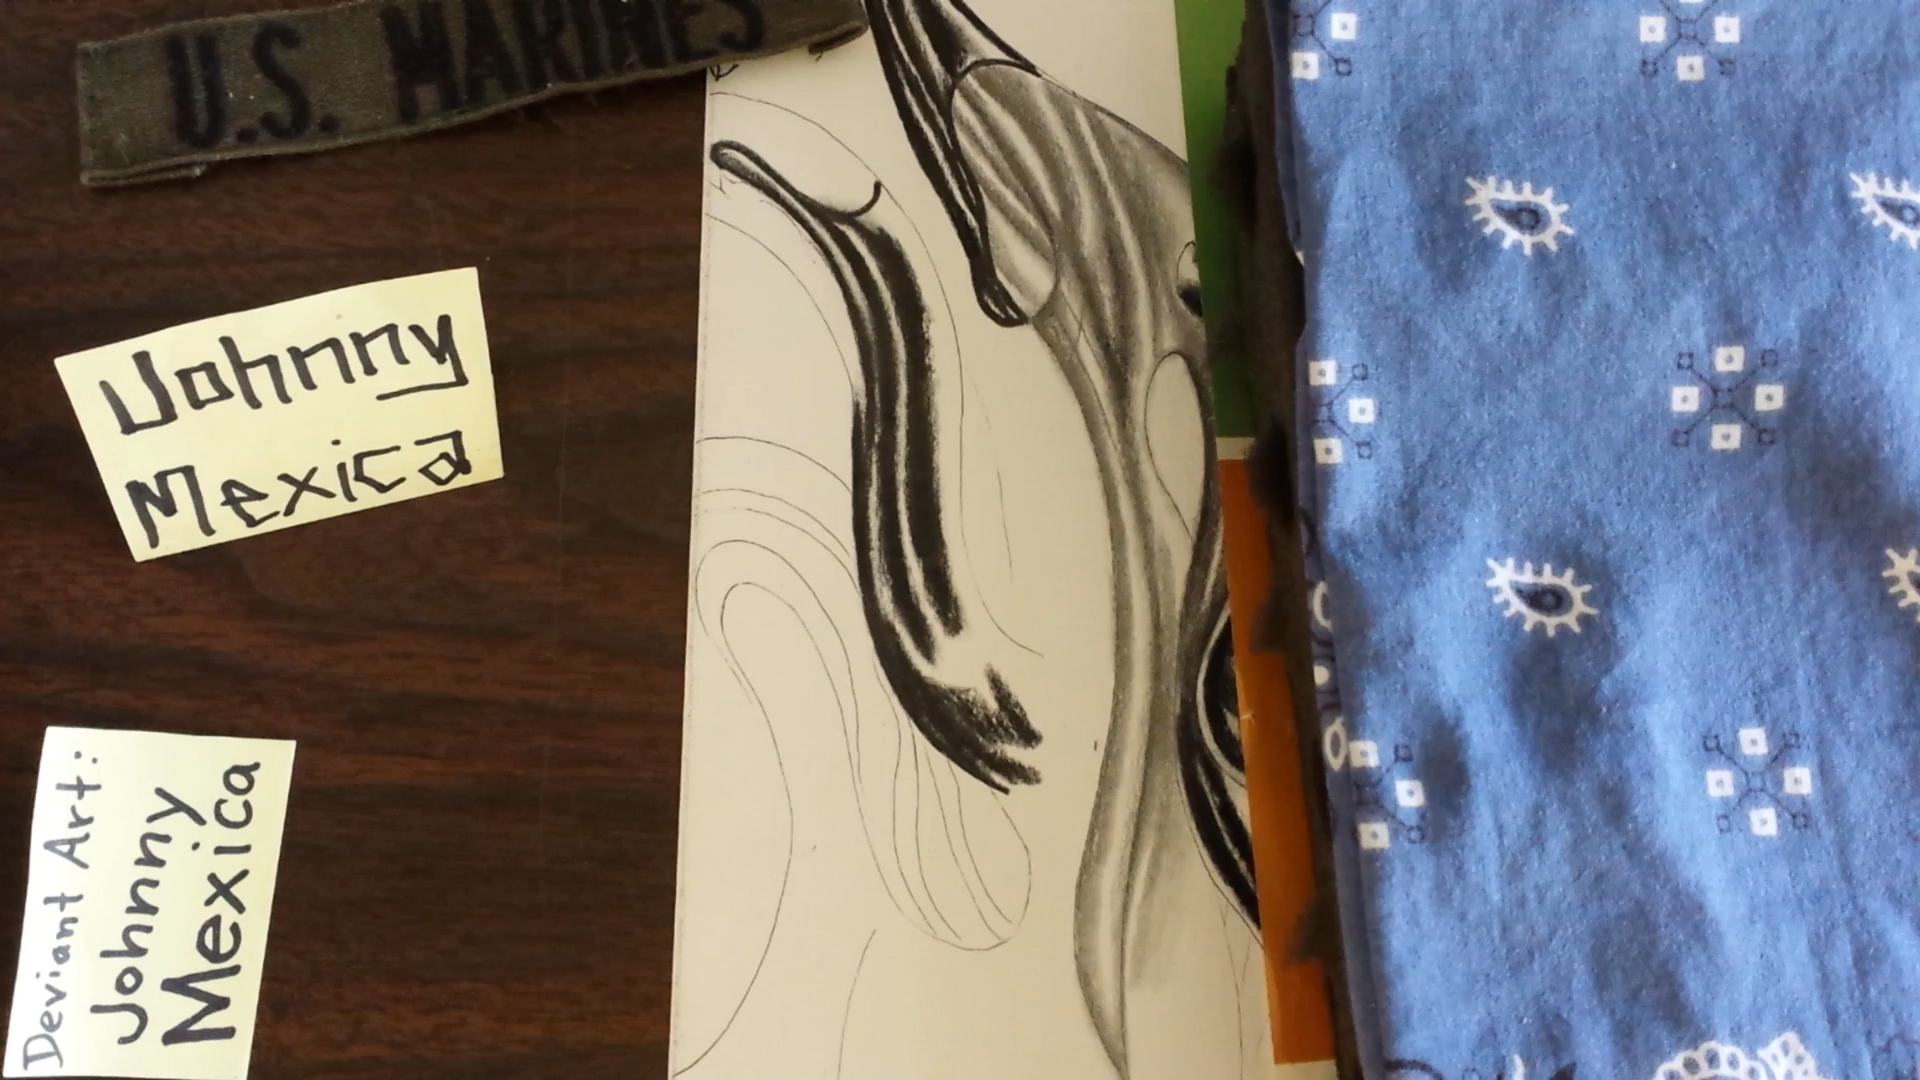 U.S. MARINES
Johnny
Mexica
Deviant Art:
Johnny
Mexica